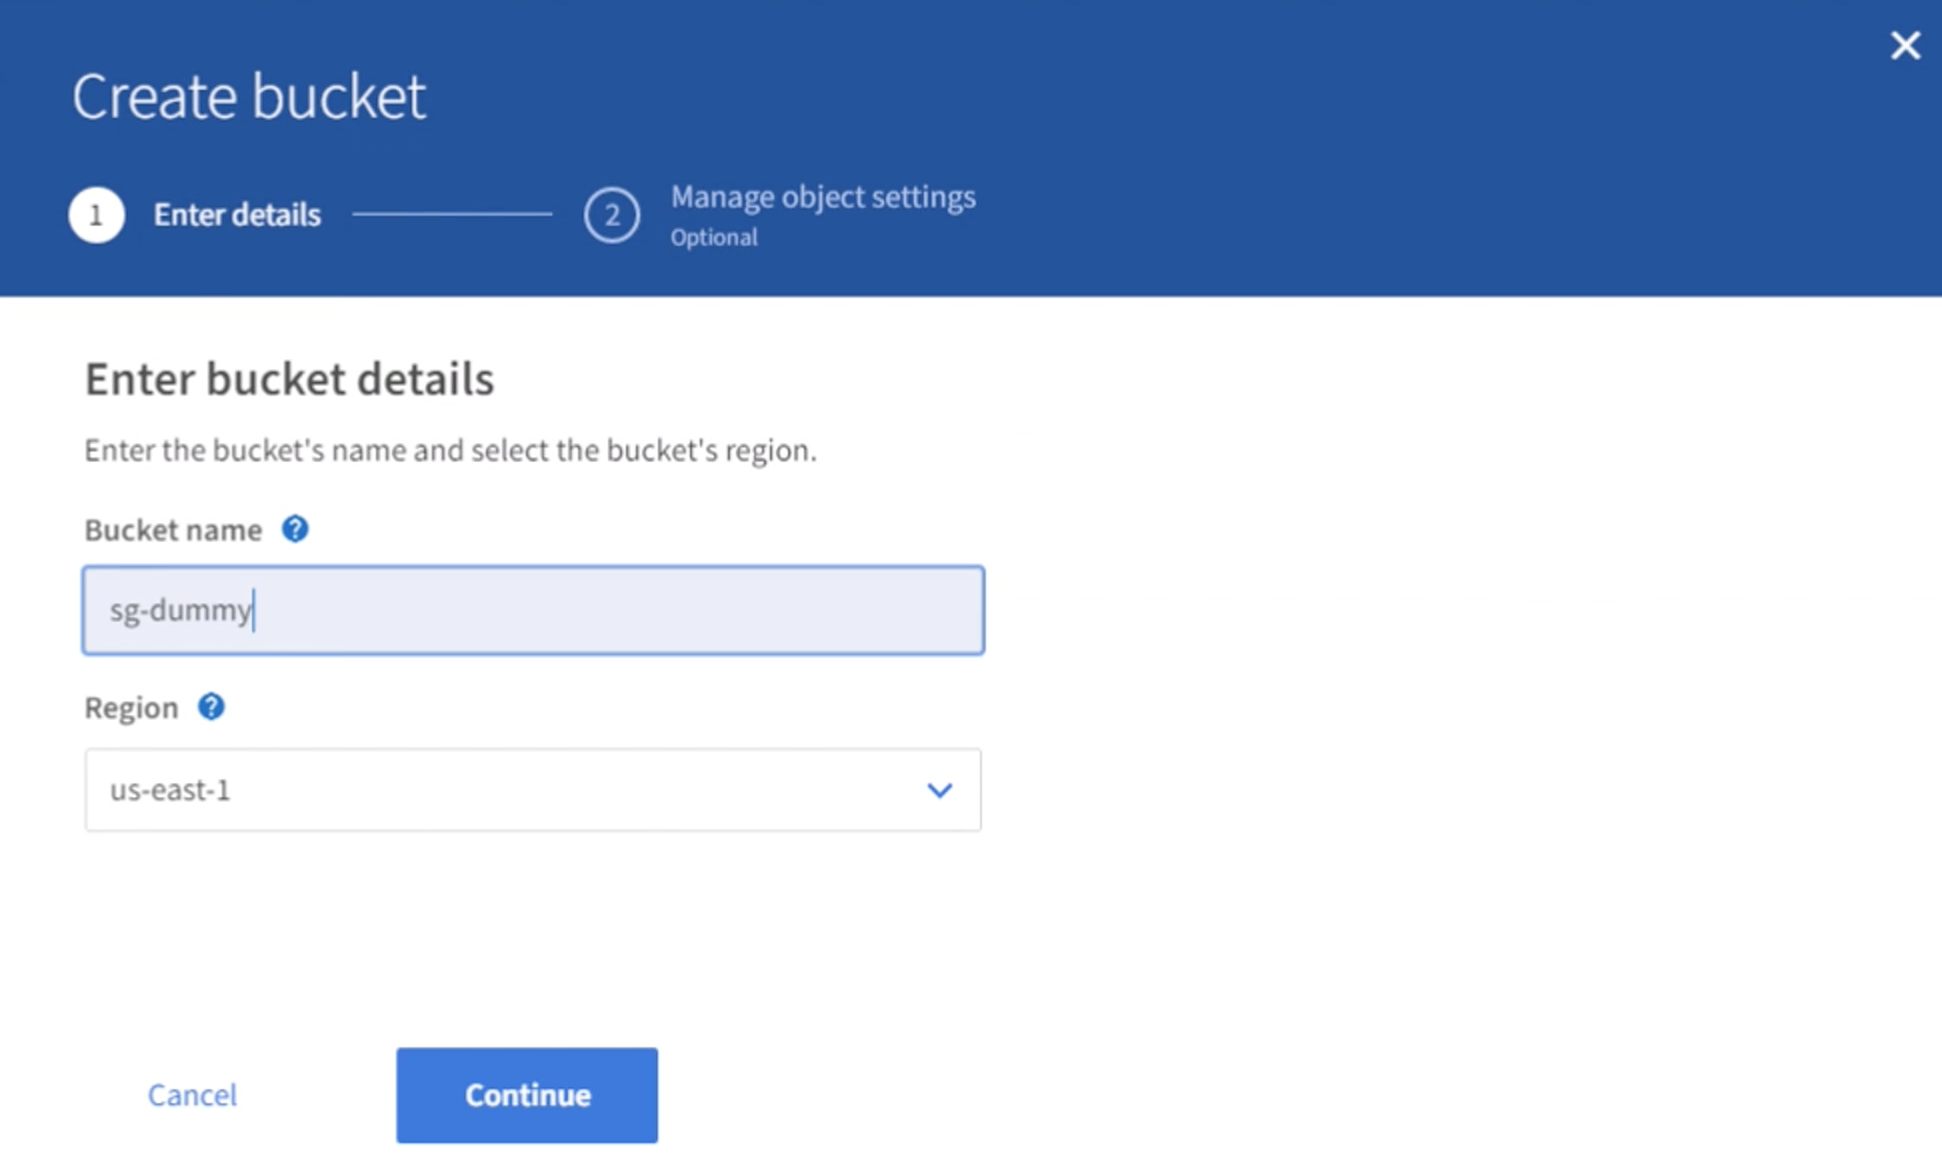 Create bucket
1 Enter details
2 Manage object settings
Optional
Enter bucket details
Enter the bucket's name and select the bucket's region.
Bucket name ?
sg-dummy
Region ?
us-east-1
Cancel
Continue